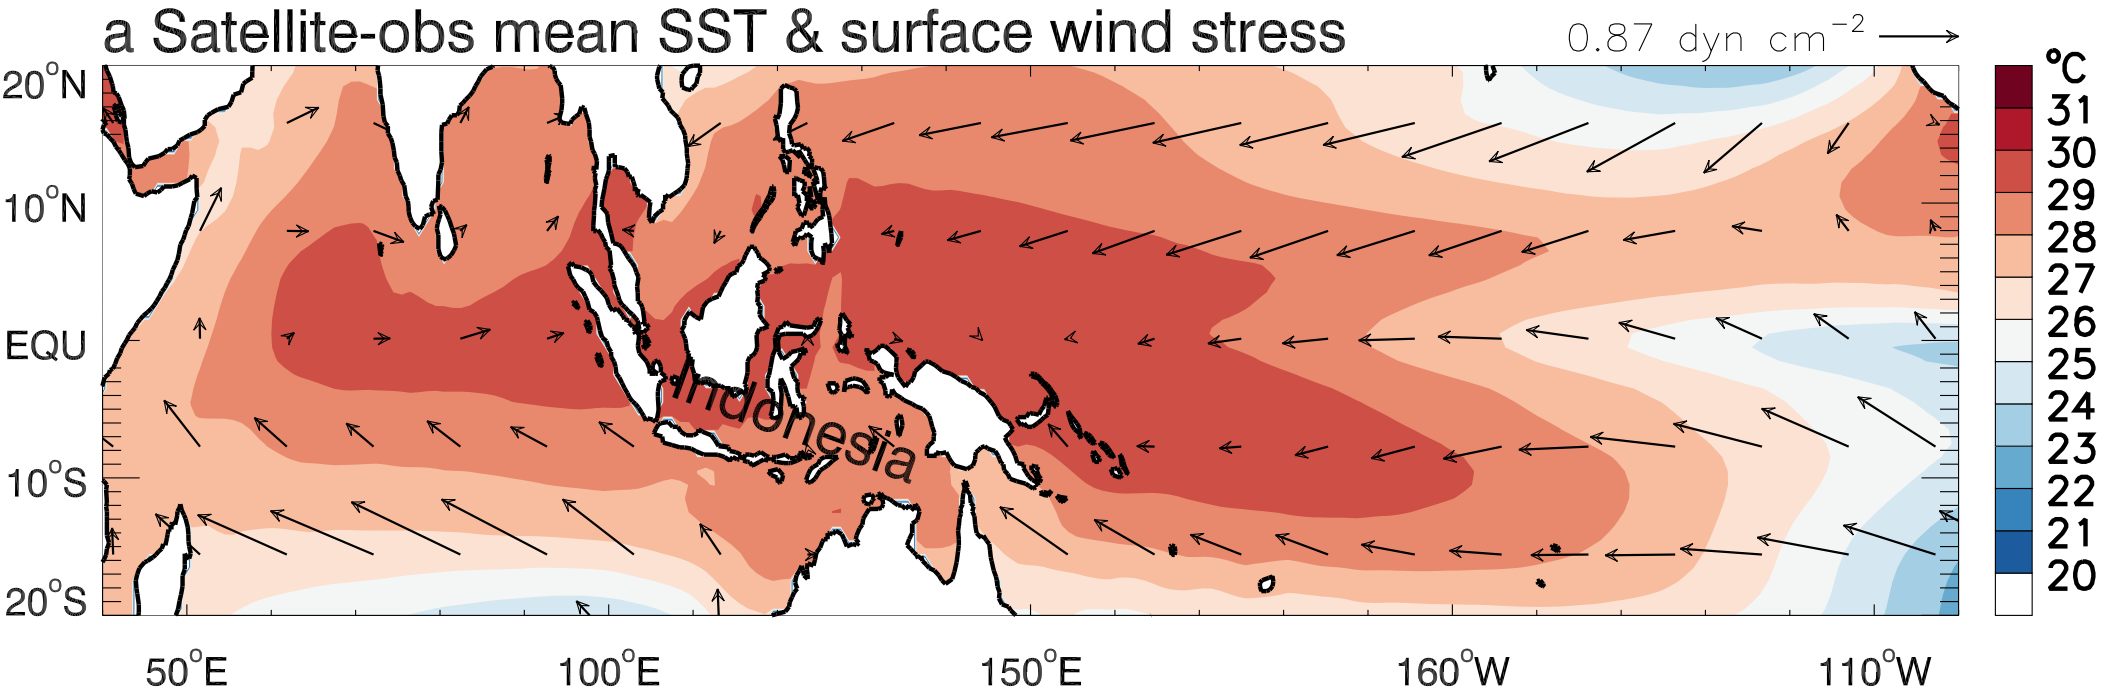 a Satellite-obs mean SST & surface wind stress
0.87 dyn cm⁻²
°C
31
30
29
28
27
26
25
24
23
22
21
20
20°N
10°N
EQU
10°S
20°S
Indonesia
50°E
100°E
150°E
160°W
110°W